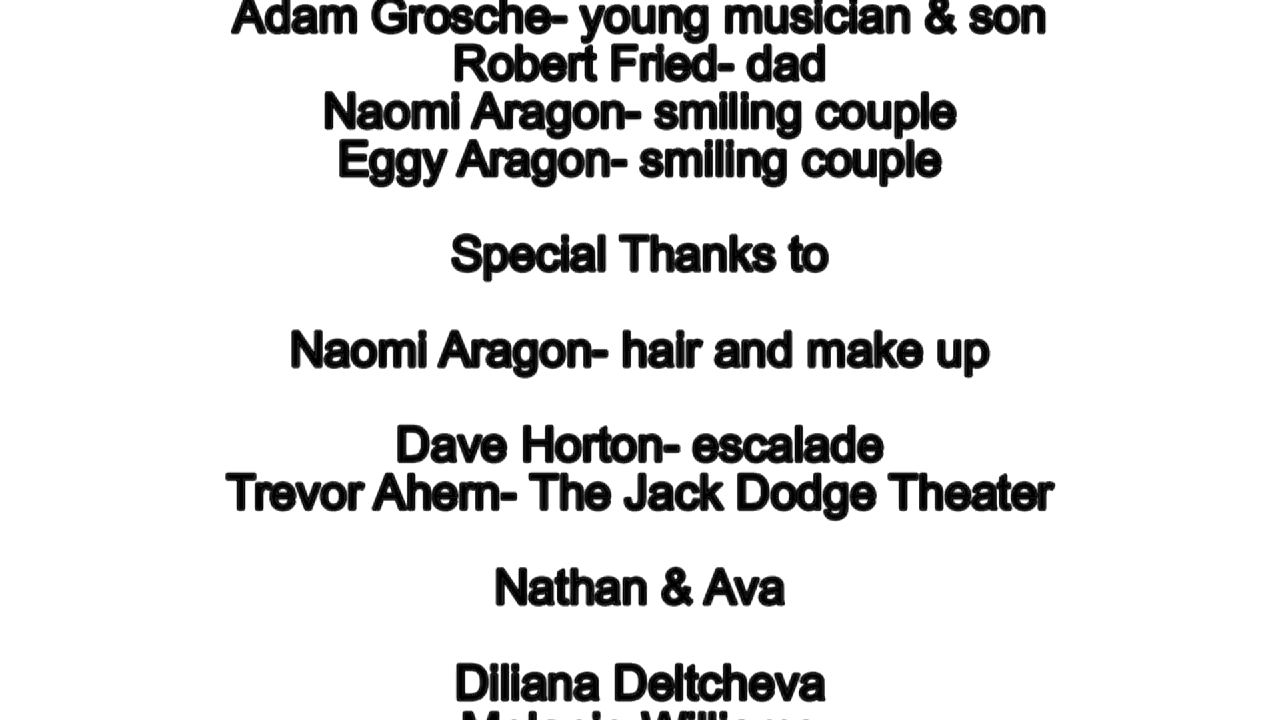 Adam Grosche- young musician & son
Robert Fried- dad
Naomi Aragon- smiling couple
Eggy Aragon- smiling couple
Special Thanks to
Naomi Aragon- hair and make up
Dave Horton- escalade
Trevor Ahern- The Jack Dodge Theater
Nathan & Ava
Diliana Deltcheva